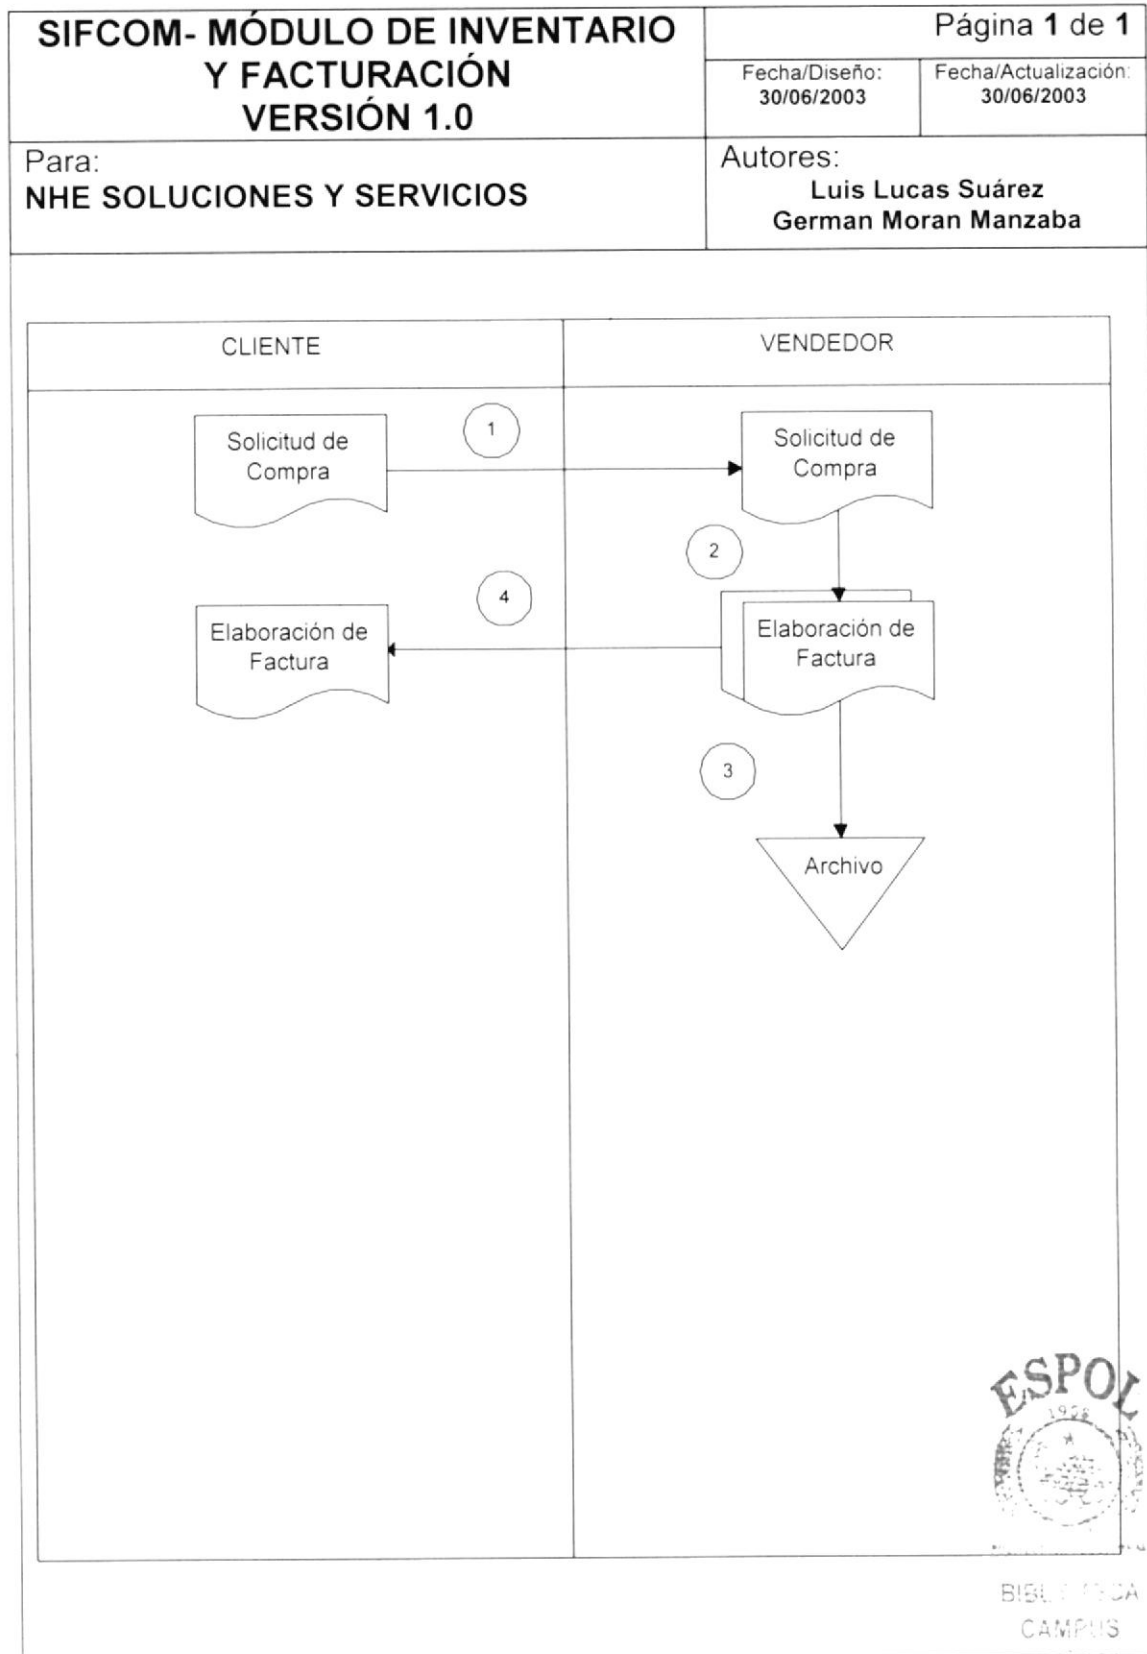 SIFCOM- MÓDULO DE INVENTARIO
Y FACTURACIÓN
VERSIÓN 1.0
Página 1 de 1
Fecha/Diseño:
30/06/2003
Fecha/Actualización:
30/06/2003
Para:
NHE SOLUCIONES Y SERVICIOS
Autores:
Luis Lucas Suárez
German Moran Manzaba
CLIENTE
VENDEDOR
Solicitud de
Compra
1
Solicitud de
Compra
2
4
Elaboración de
Factura
Elaboración de
Factura
3
Archivo
ESPOL
CAMPUS